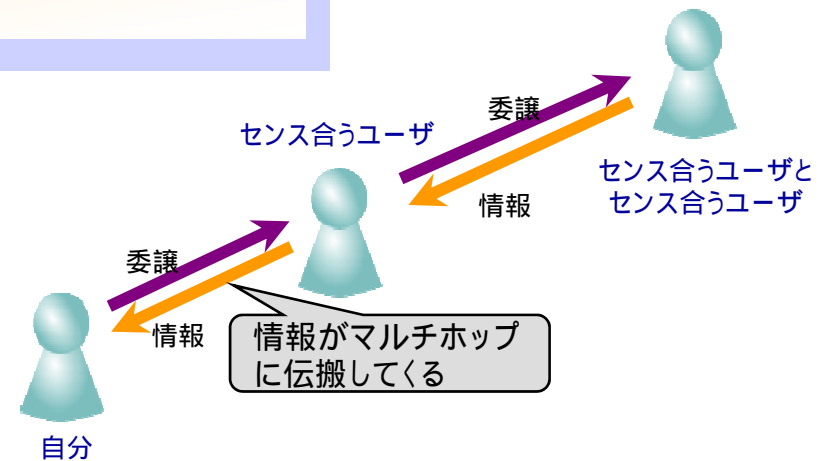 委譲
センス合うユーザ
センス合うユーザと
センス合うユーザ
情報
委譲
情報
情報がマルチホップ
に伝搬してくる
自分